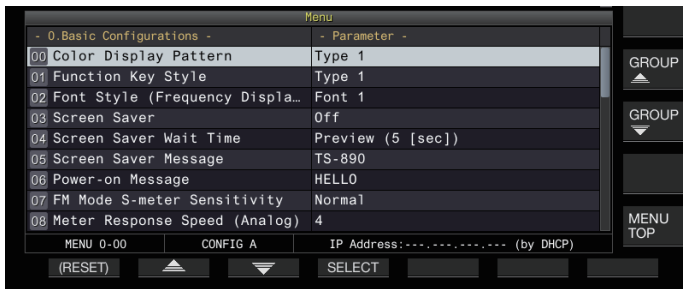 Menu
- 0.Basic Configurations - - Parameter -
00 Color Display Pattern Type 1
01 Function Key Style Type 1
02 Font Style (Frequency Displa… Font 1
03 Screen Saver Off
04 Screen Saver Wait Time Preview (5 [sec])
05 Screen Saver Message TS-890
06 Power-on Message HELLO
07 FM Mode S-meter Sensitivity Normal
08 Meter Response Speed (Analog) 4
MENU 0-00 CONFIG A IP Address:---.---.---.--- (by DHCP)
(RESET) SELECT
GROUP
GROUP
MENU
TOP